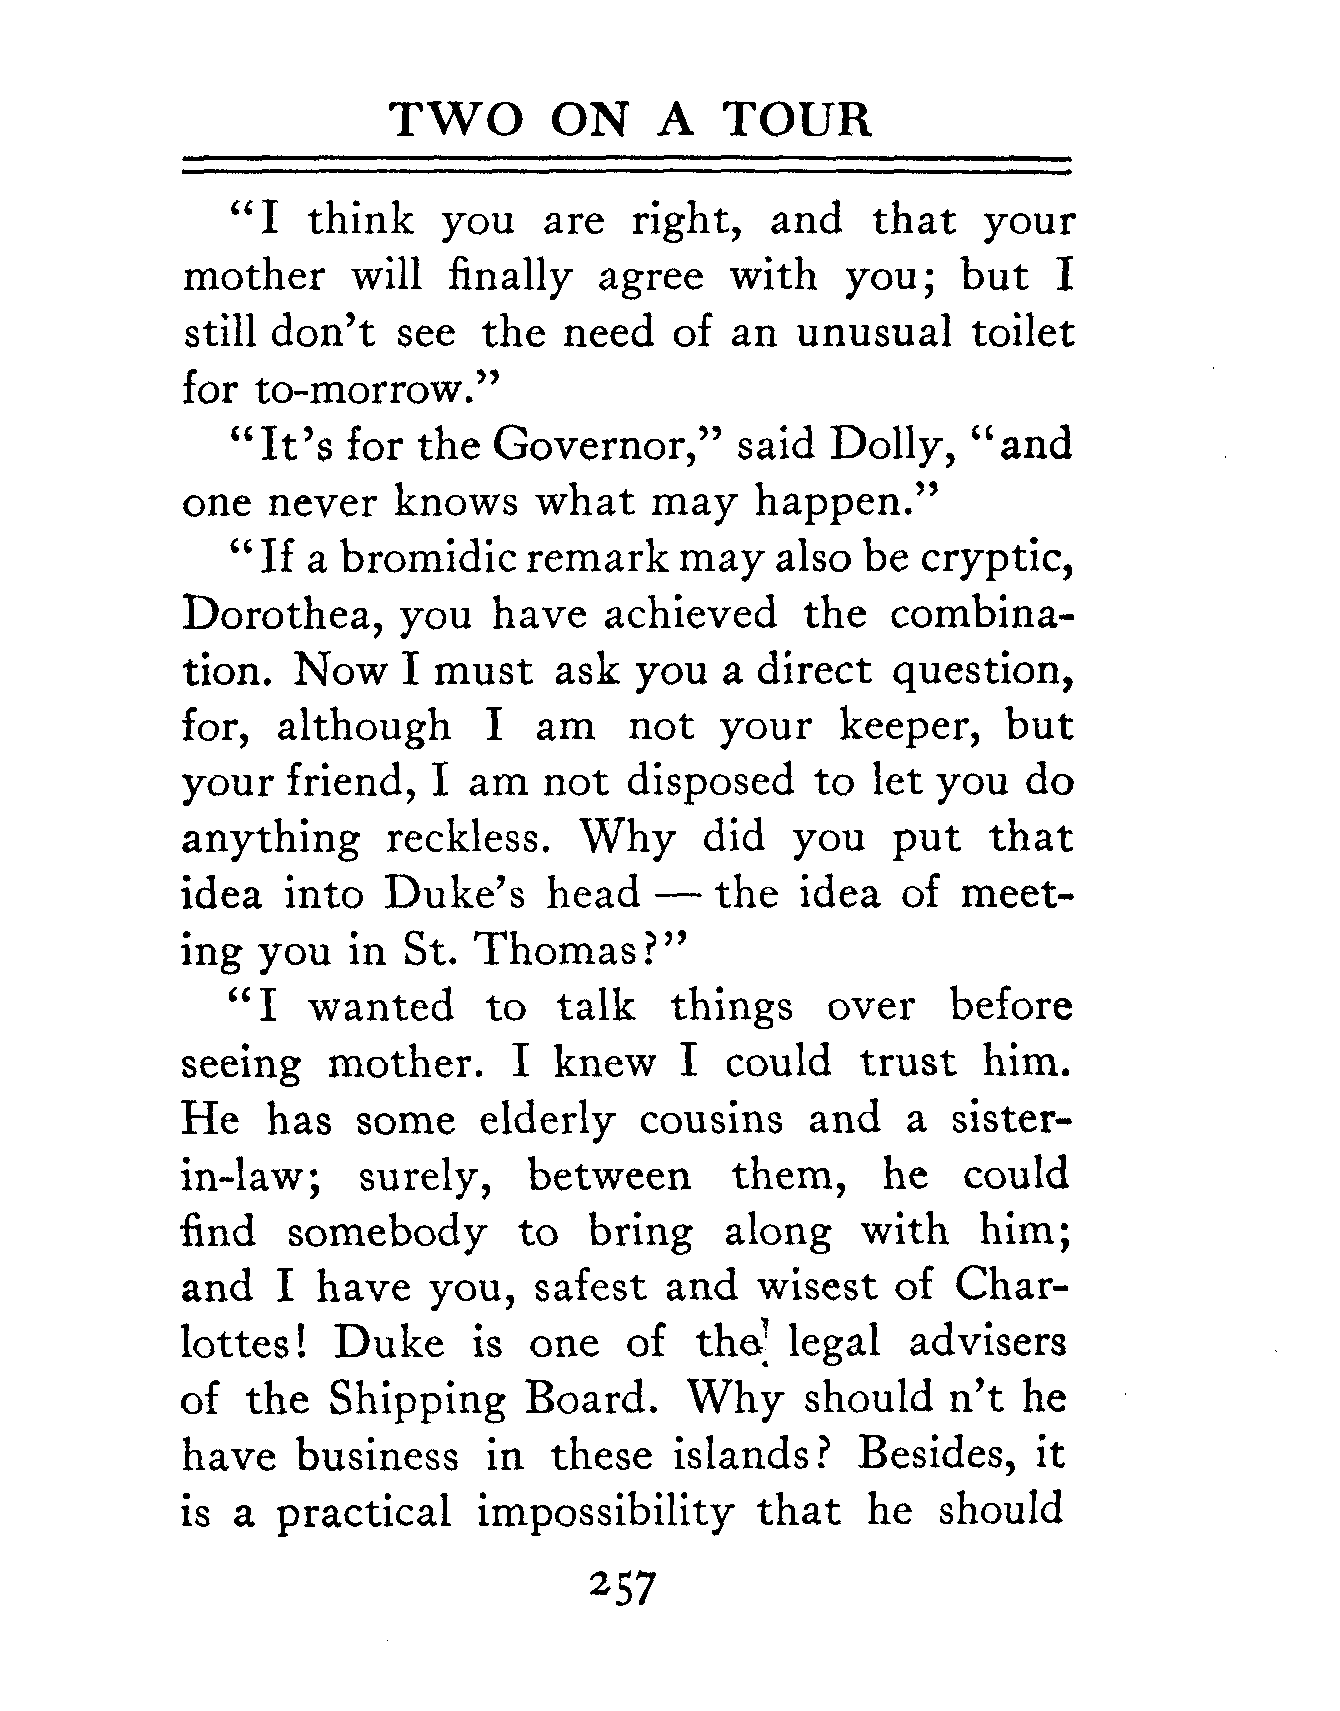 TWO ON A TOUR
“I think you are right, and that your
mother will finally agree with you; but I
still don’t see the need of an unusual toilet
for to-morrow.”
“It’s for the Governor,” said Dolly, “and
one never knows what may happen.”
“If a bromidic remark may also be cryptic,
Dorothea, you have achieved the combina-
tion. Now I must ask you a direct question,
for, although I am not your keeper, but
your friend, I am not disposed to let you do
anything reckless. Why did you put that
idea into Duke’s head — the idea of meet-
ing you in St. Thomas?”
“I wanted to talk things over before
seeing mother. I knew I could trust him.
He has some elderly cousins and a sister-
in-law; surely, between them, he could
find somebody to bring along with him;
and I have you, safest and wisest of Char-
lottes! Duke is one of the legal advisers
of the Shipping Board. Why should n’t he
have business in these islands? Besides, it
is a practical impossibility that he should
257